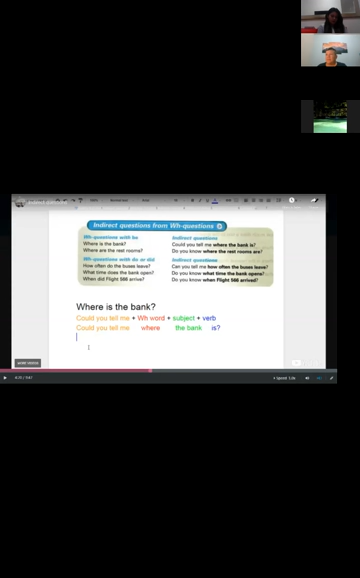 Indirect questions from Wh-questions
Wh-questions with be
Where is the bank?
Where are the rest rooms?
Indirect questions
Could you tell me where the bank is?
Do you know where the rest rooms are?
Wh-questions with do or did
How often do the buses leave?
What time does the bank open?
When did Flight 566 arrive?
Indirect questions
Can you tell me how often the buses leave?
Do you know what time the bank opens?
Do you know when Flight 566 arrived?
Where is the bank?
Could you tell me + Wh word + subject + verb
Could you tell me where the bank is?